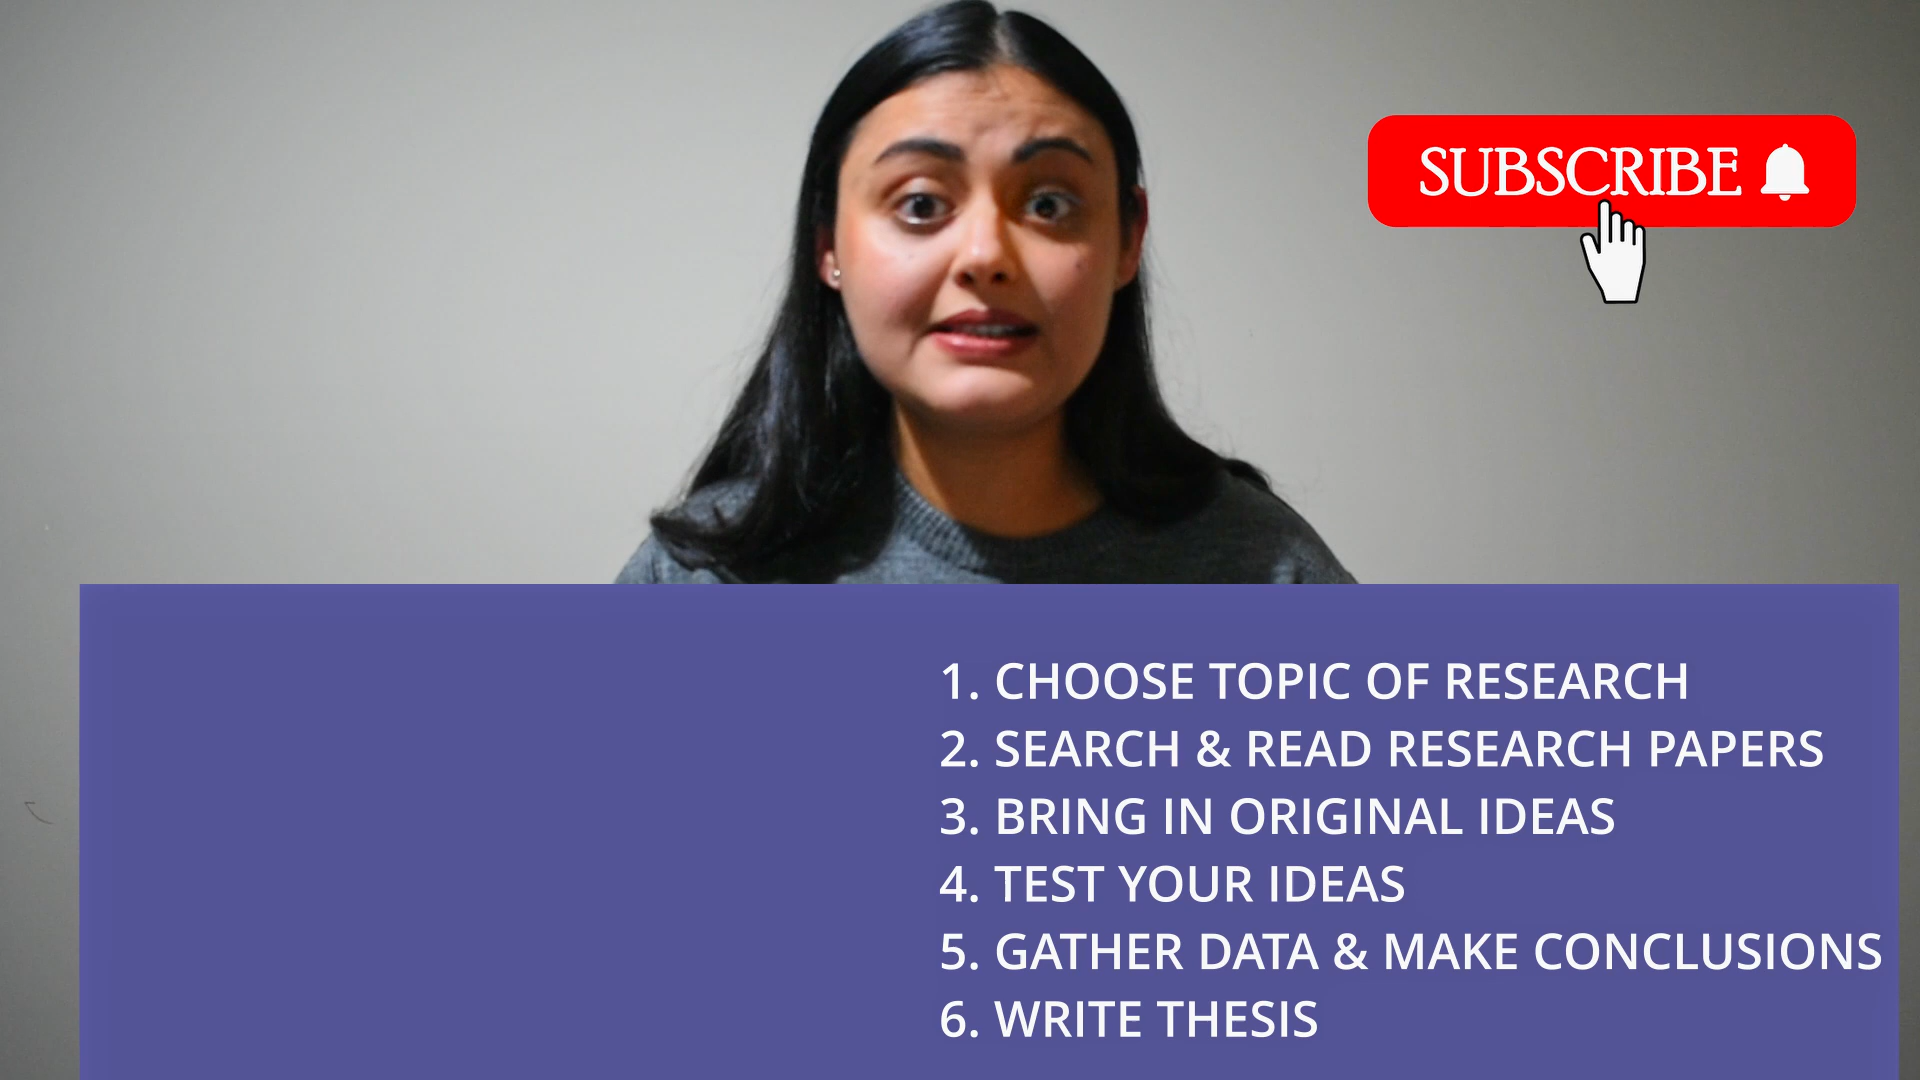 SUBSCRIBE
1. CHOOSE TOPIC OF RESEARCH
2. SEARCH & READ RESEARCH PAPERS
3. BRING IN ORIGINAL IDEAS
4. TEST YOUR IDEAS
5. GATHER DATA & MAKE CONCLUSIONS
6. WRITE THESIS